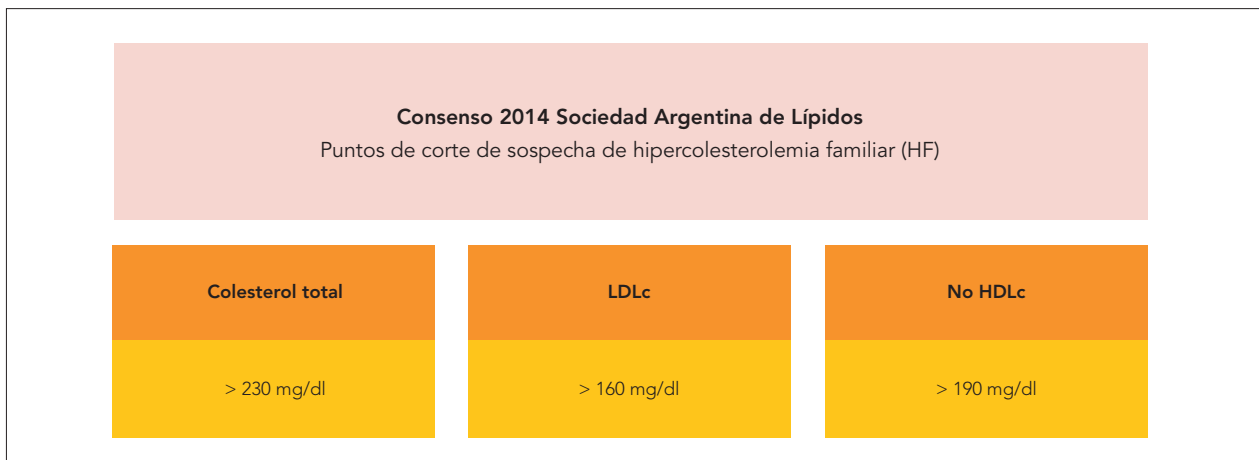 Consenso 2014 Sociedad Argentina de Lípidos
Puntos de corte de sospecha de hipercolesterolemia familiar (HF)
Colesterol total
LDLc
No HDLc
> 230 mg/dl
> 160 mg/dl
> 190 mg/dl